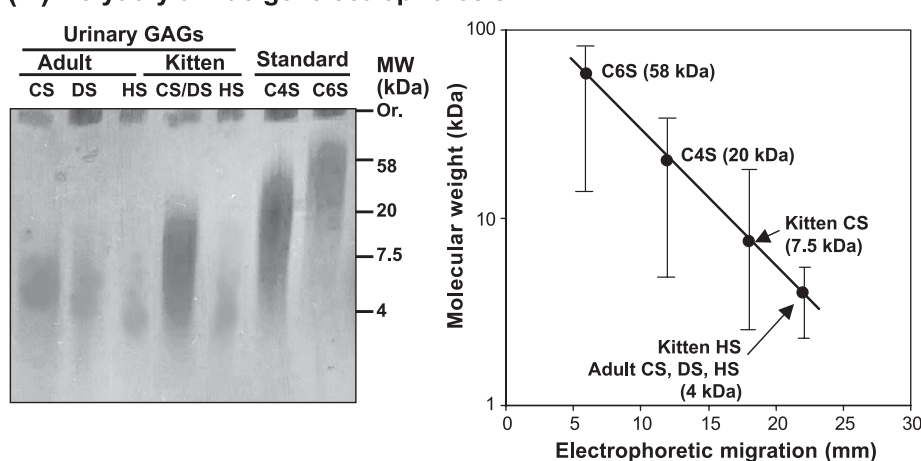 Urinary GAGs
Adult Kitten Standard
CS DS HS CS/DS HS C4S C6S
MW
(kDa)
Or.
58
20
7.5
4
Molecular weight (kDa)
100
10
1
C6S (58 kDa)
C4S (20 kDa)
Kitten CS
(7.5 kDa)
Kitten HS
Adult CS, DS, HS
(4 kDa)
0 5 10 15 20 25 30
Electrophoretic migration (mm)